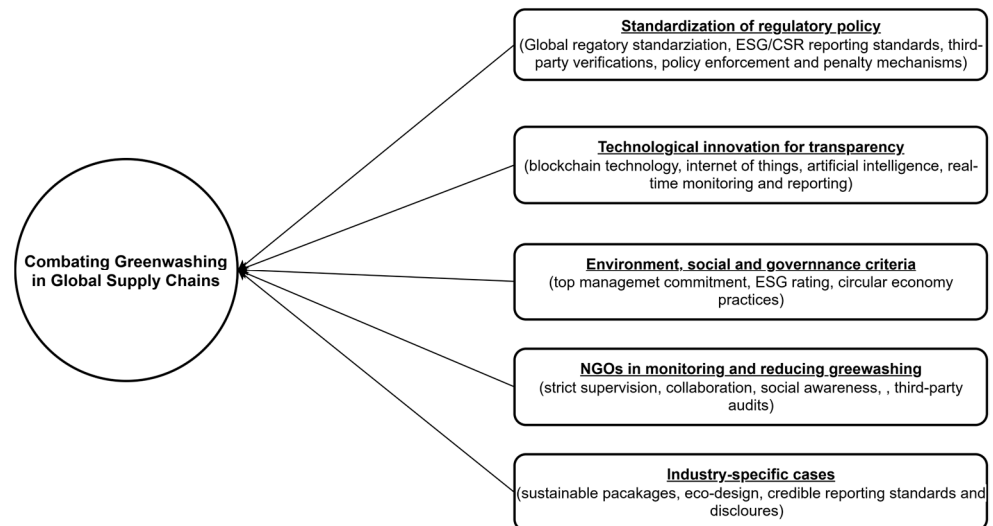 Standardization of regulatory policy
(Global regatory standarziation, ESG/CSR reporting standards, third-
party verifications, policy enforcement and penalty mechanisms)
Technological innovation for transparency
(blockchain technology, internet of things, artificial intelligence, real-
time monitoring and reporting)
Combating Greenwashing
in Global Supply Chains
Environment, social and governnance criteria
(top managemet commitment, ESG rating, circular economy
practices)
NGOs in monitoring and reducing greewashing
(strict supervision, collaboration, social awareness, , third-party
audits)
Industry-specific cases
(sustainable pacakages, eco-design, credible reporting standards and
discloures)